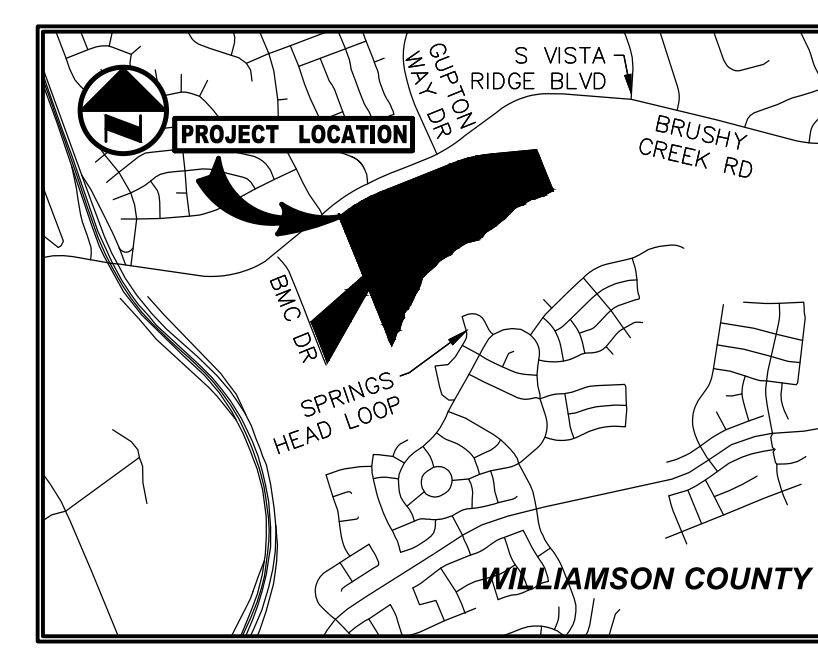 S VISTA
RIDGE BLVD
GUPTON
WAY DR
BRUSHY
CREEK RD
PROJECT LOCATION
N
BMC DR
SPRINGS
HEAD LOOP
WILLIAMSON COUNTY